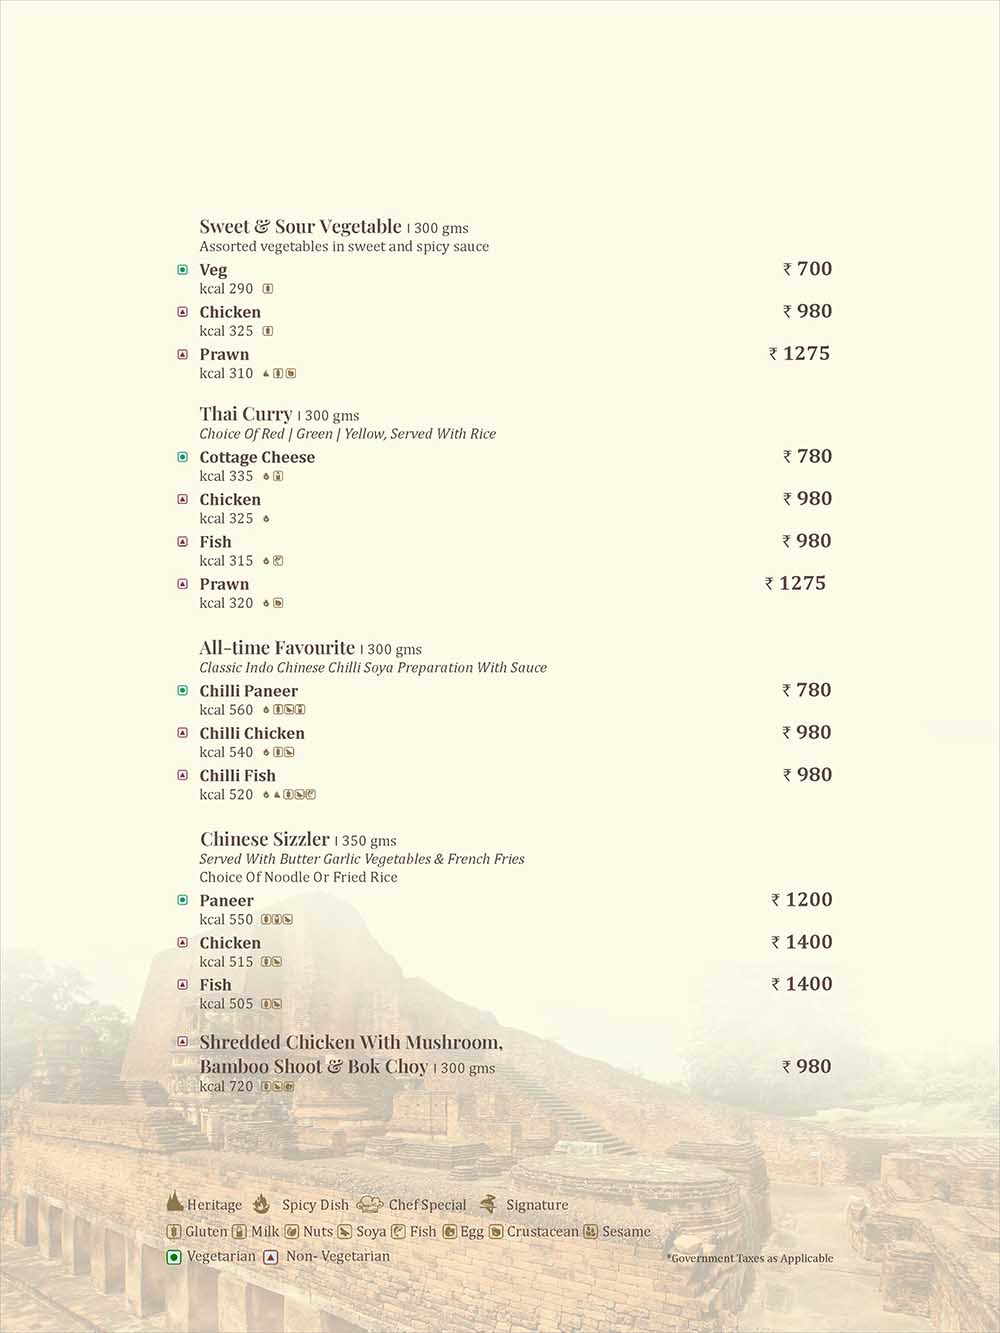 Sweet & Sour Vegetable | 300 gms
Assorted vegetables in sweet and spicy sauce
Veg ₹ 700
kcal 290
Chicken ₹ 980
kcal 325
Prawn ₹ 1275
kcal 310
Thai Curry | 300 gms
Choice Of Red | Green | Yellow, Served With Rice
Cottage Cheese ₹ 780
kcal 335
Chicken ₹ 980
kcal 325
Fish ₹ 980
kcal 315
Prawn ₹ 1275
kcal 320
All-time Favourite | 300 gms
Classic Indo Chinese Chilli Soya Preparation With Sauce
Chilli Paneer ₹ 780
kcal 560
Chilli Chicken ₹ 980
kcal 540
Chilli Fish ₹ 980
kcal 520
Chinese Sizzler | 350 gms
Served With Butter Garlic Vegetables & French Fries
Choice Of Noodle Or Fried Rice
Paneer ₹ 1200
kcal 550
Chicken ₹ 1400
kcal 515
Fish ₹ 1400
kcal 505
Shredded Chicken With Mushroom,
Bamboo Shoot & Bok Choy | 300 gms ₹ 980
kcal 720
Heritage Spicy Dish Chef Special Signature
Gluten Milk Nuts Soya Fish Egg Crustacean Sesame
Vegetarian Non- Vegetarian *Government Taxes as Applicable